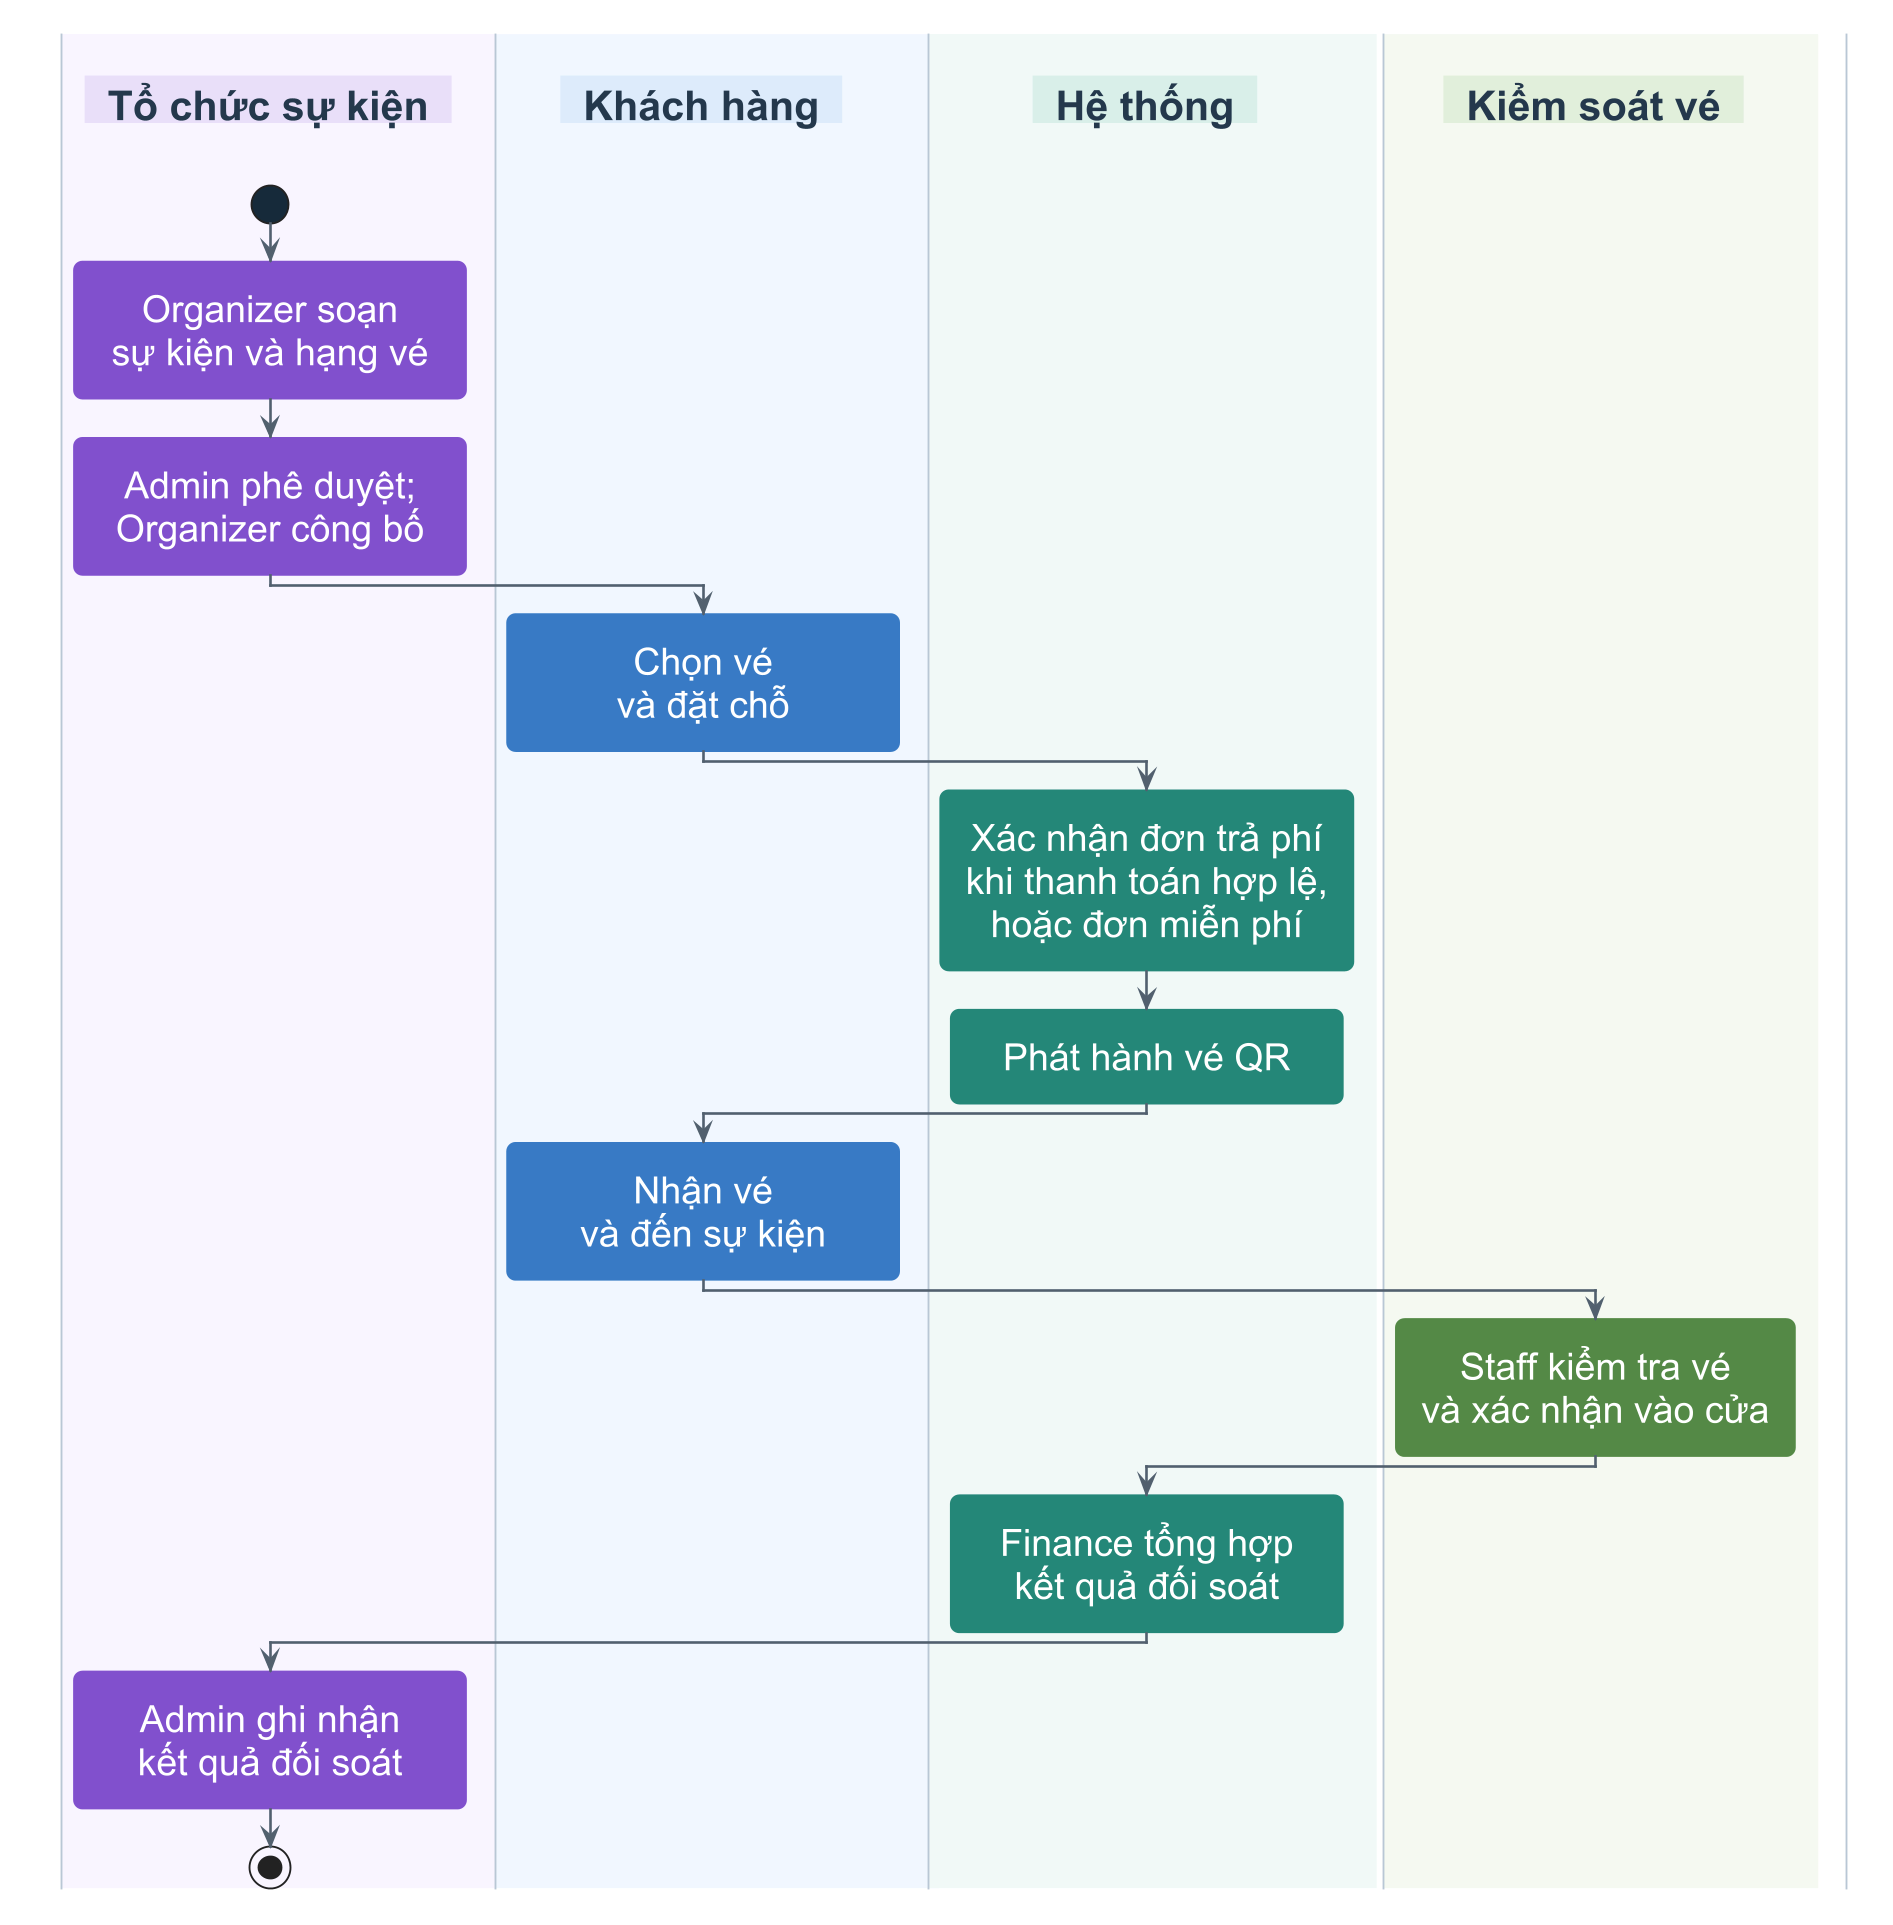 Tổ chức sự kiện
Khách hàng
Hệ thống
Kiểm soát vé
Organizer soạn
sự kiện và hạng vé
Admin phê duyệt;
Organizer công bố
Chọn vé
và đặt chỗ
Xác nhận đơn trả phí
khi thanh toán hợp lệ,
hoặc đơn miễn phí
Phát hành vé QR
Nhận vé
và đến sự kiện
Staff kiểm tra vé
và xác nhận vào cửa
Finance tổng hợp
kết quả đối soát
Admin ghi nhận
kết quả đối soát